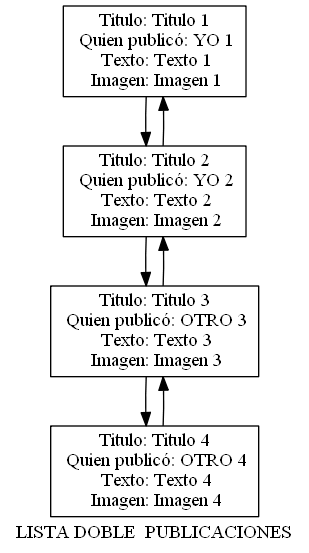 Titulo: Titulo 1
Quien publicó: YO 1
Texto: Texto 1
Imagen: Imagen 1
Titulo: Titulo 2
Quien publicó: YO 2
Texto: Texto 2
Imagen: Imagen 2
Titulo: Titulo 3
Quien publicó: OTRO 3
Texto: Texto 3
Imagen: Imagen 3
Titulo: Titulo 4
Quien publicó: OTRO 4
Texto: Texto 4
Imagen: Imagen 4
LISTA DOBLE  PUBLICACIONES